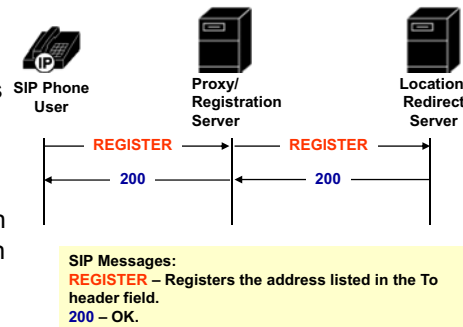 IP
SIP Phone
User
Proxy/
Registration
Server
Location
Redirect
Server
REGISTER
REGISTER
200
200
SIP Messages:
REGISTER – Registers the address listed in the To
header field.
200 – OK.